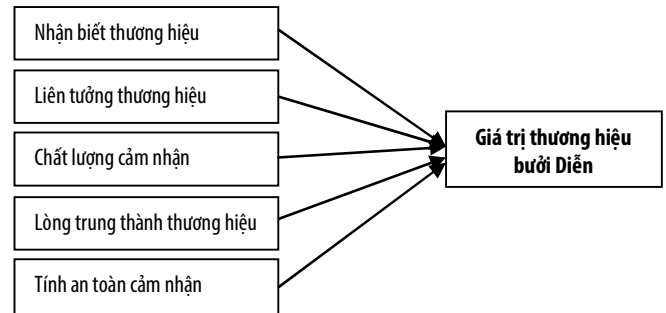 Nhận biết thương hiệu
Liên tưởng thương hiệu
Chất lượng cảm nhận
Lòng trung thành thương hiệu
Tính an toàn cảm nhận
Giá trị thương hiệu
bưởi Diễn